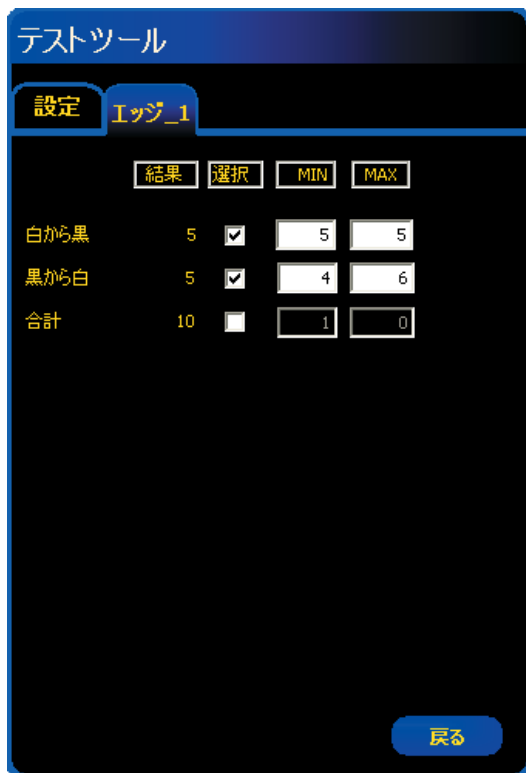 テストツール
設定 エッジ_1
結果 選択 MIN MAX
白から黒 5 5 5
黒から白 5 4 6
合計 10 1 0
戻る